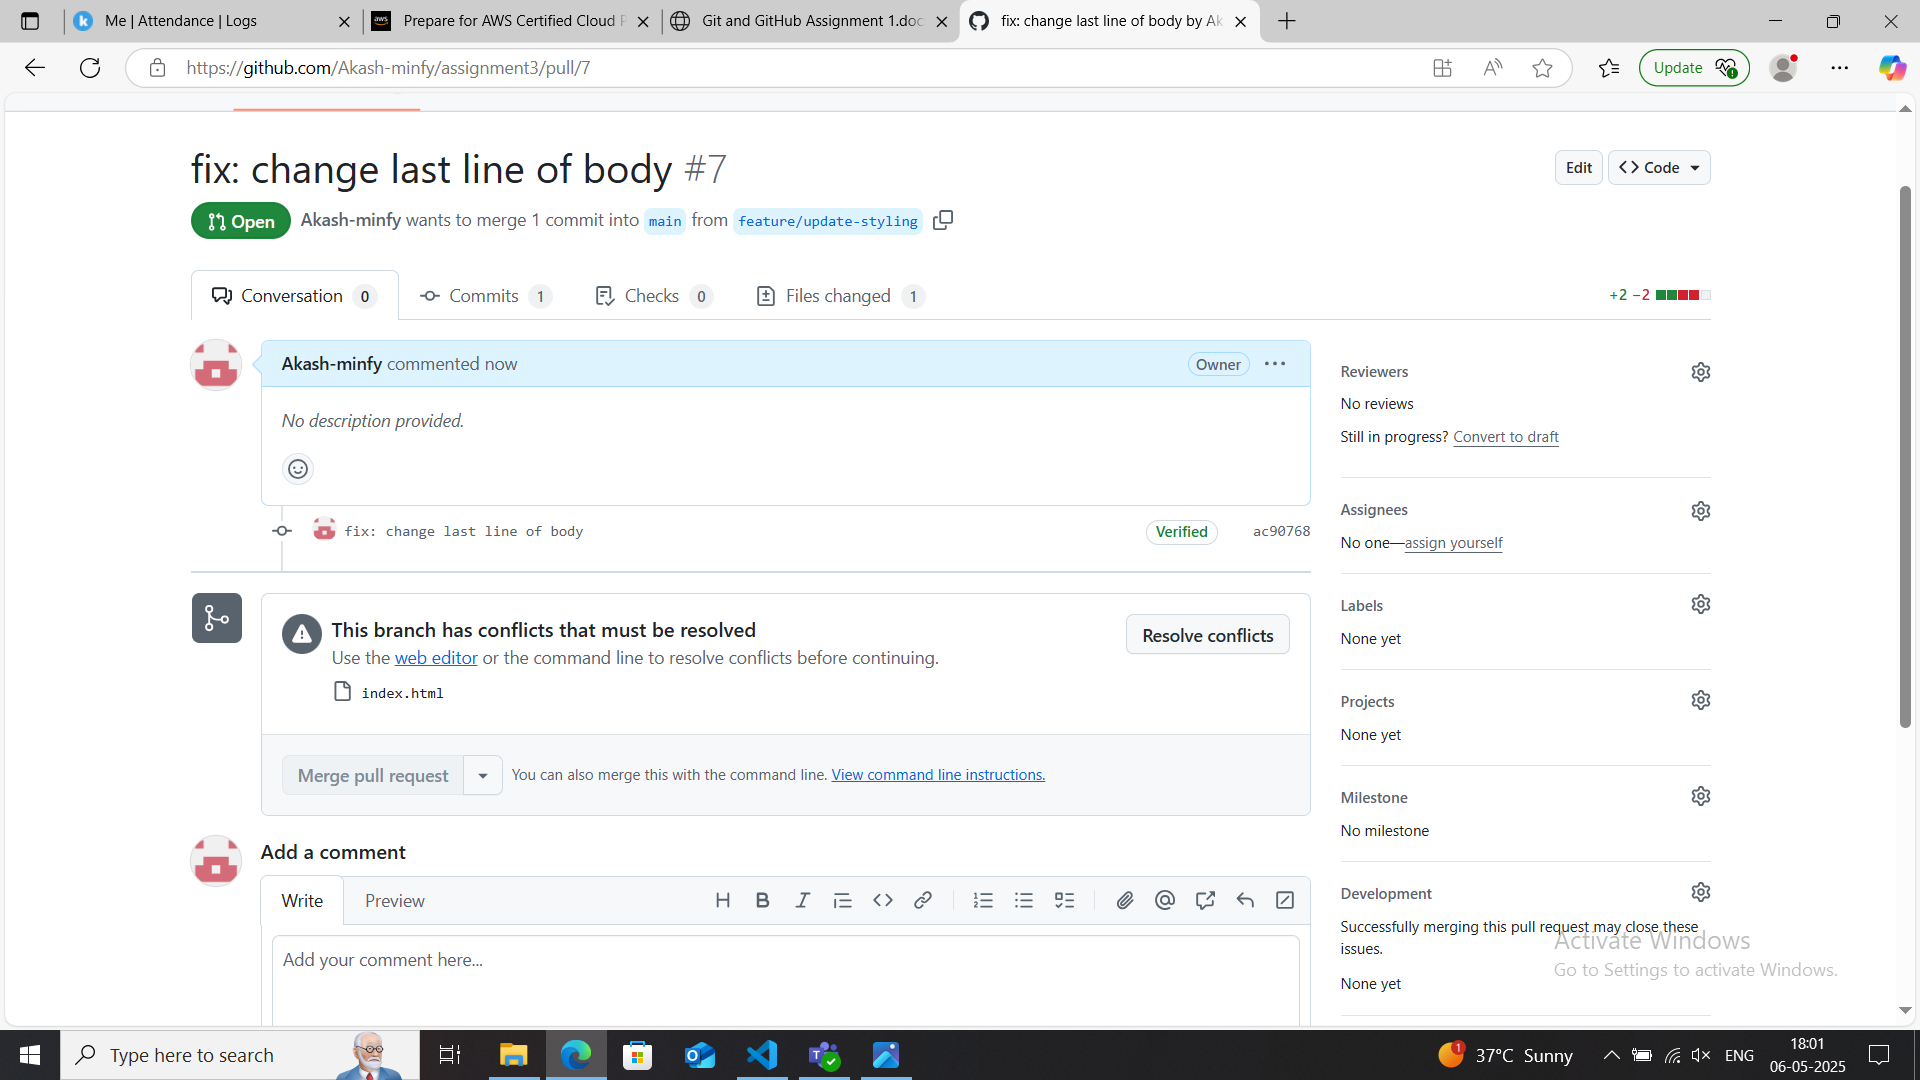 Me | Attendance | Logs
Prepare for AWS Certified Cloud P
Git and GitHub Assignment 1.doc
fix: change last line of body by Ak
https://github.com/Akash-minfy/assignment3/pull/7
Update
fix: change last line of body #7
Edit
Code
Open
Akash-minfy wants to merge 1 commit into main from feature/update-styling
Conversation 0
Commits 1
Checks 0
Files changed 1
+2 −2
Akash-minfy commented now
Owner
No description provided.
fix: change last line of body
Verified
ac90768
This branch has conflicts that must be resolved
Use the web editor or the command line to resolve conflicts before continuing.
index.html
Resolve conflicts
Merge pull request
You can also merge this with the command line. View command line instructions.
Add a comment
Write
Preview
Add your comment here...
Reviewers
No reviews
Still in progress? Convert to draft
Assignees
No one—assign yourself
Labels
None yet
Projects
None yet
Milestone
No milestone
Development
Successfully merging this pull request may close these
issues.
None yet
Activate Windows
Go to Settings to activate Windows.
Type here to search
1
37°C Sunny
ENG
18:01
06-05-2025